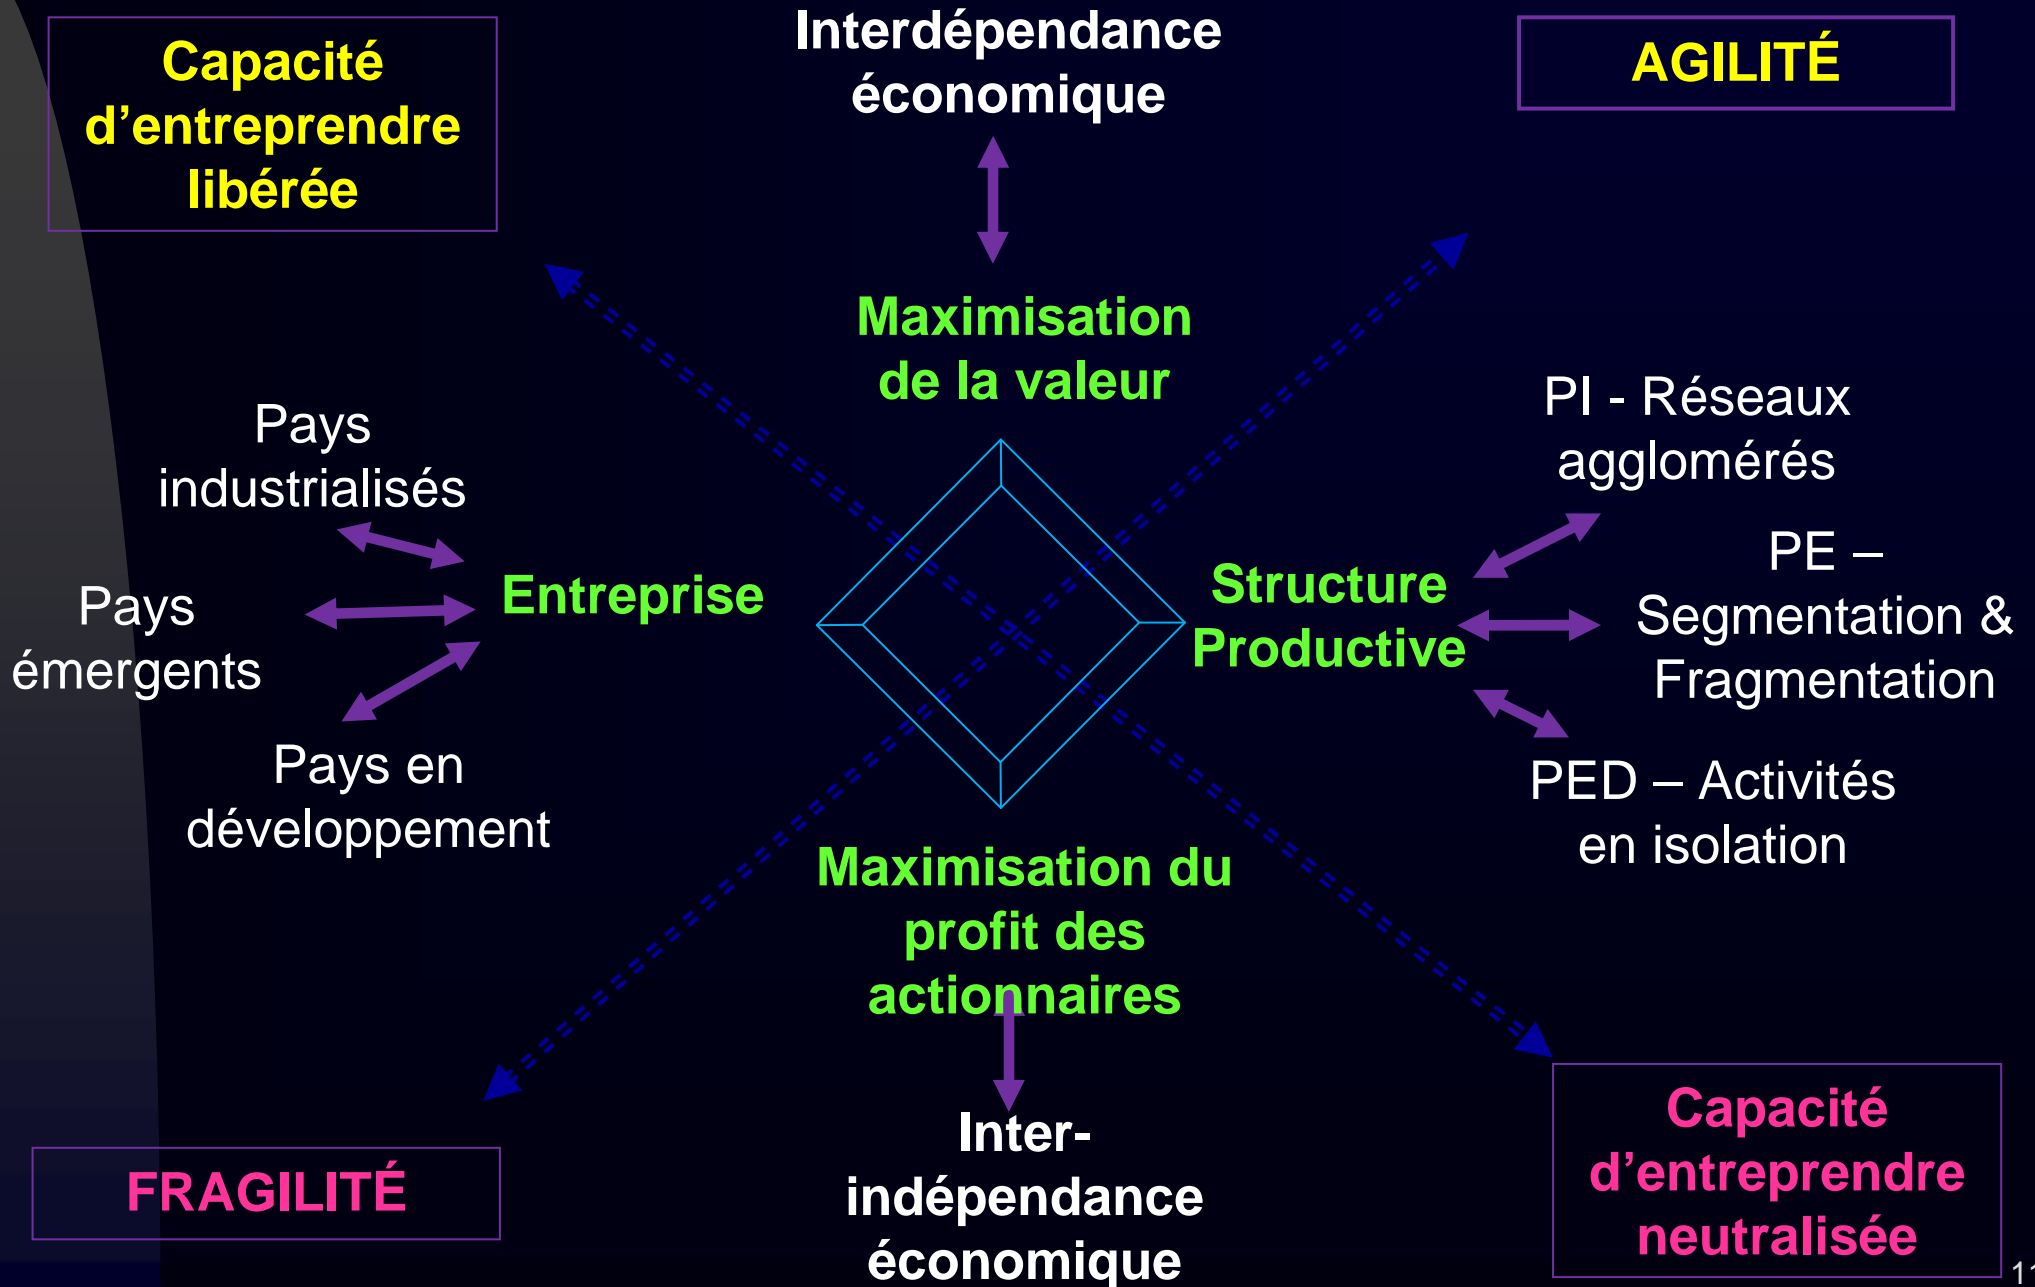 Capacité
d’entreprendre
libérée
Interdépendance
économique
AGILITÉ
Maximisation
de la valeur
Pays
industrialisés
Pays
émergents
Pays en
développement
Entreprise
Structure
Productive
PI - Réseaux
agglomérés
PE –
Segmentation &
Fragmentation
PED – Activités
en isolation
Maximisation du
profit des
actionnaires
FRAGILITÉ
Inter-
indépendance
économique
Capacité
d’entreprendre
neutralisée